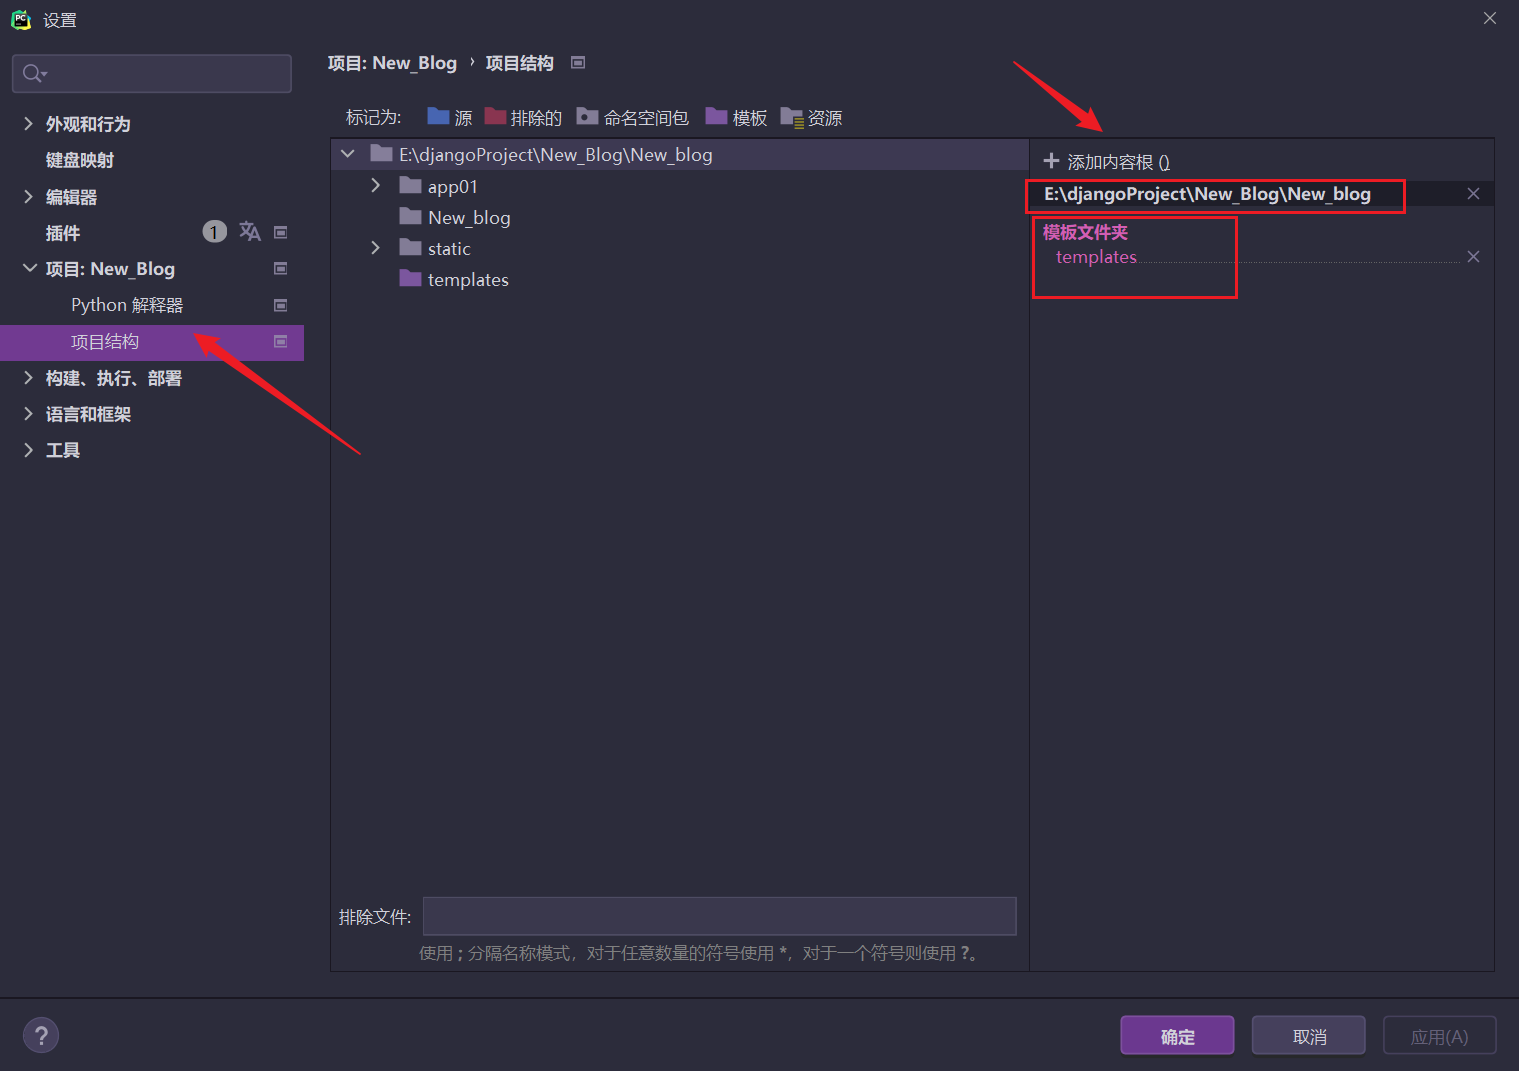 设置
项目: New_Blog › 项目结构
外观和行为
键盘映射
编辑器
插件 1
项目: New_Blog
Python 解释器
项目结构
构建、执行、部署
语言和框架
工具
标记为: 源 排除的 命名空间包 模板 资源
E:\djangoProject\New_Blog\New_blog
app01
New_blog
static
templates
添加内容根 ()
E:\djangoProject\New_Blog\New_blog
模板文件夹
templates
排除文件:
使用 ; 分隔名称模式，对于任意数量的符号使用 *，对于一个符号则使用 ?。
?
确定 取消 应用(A)